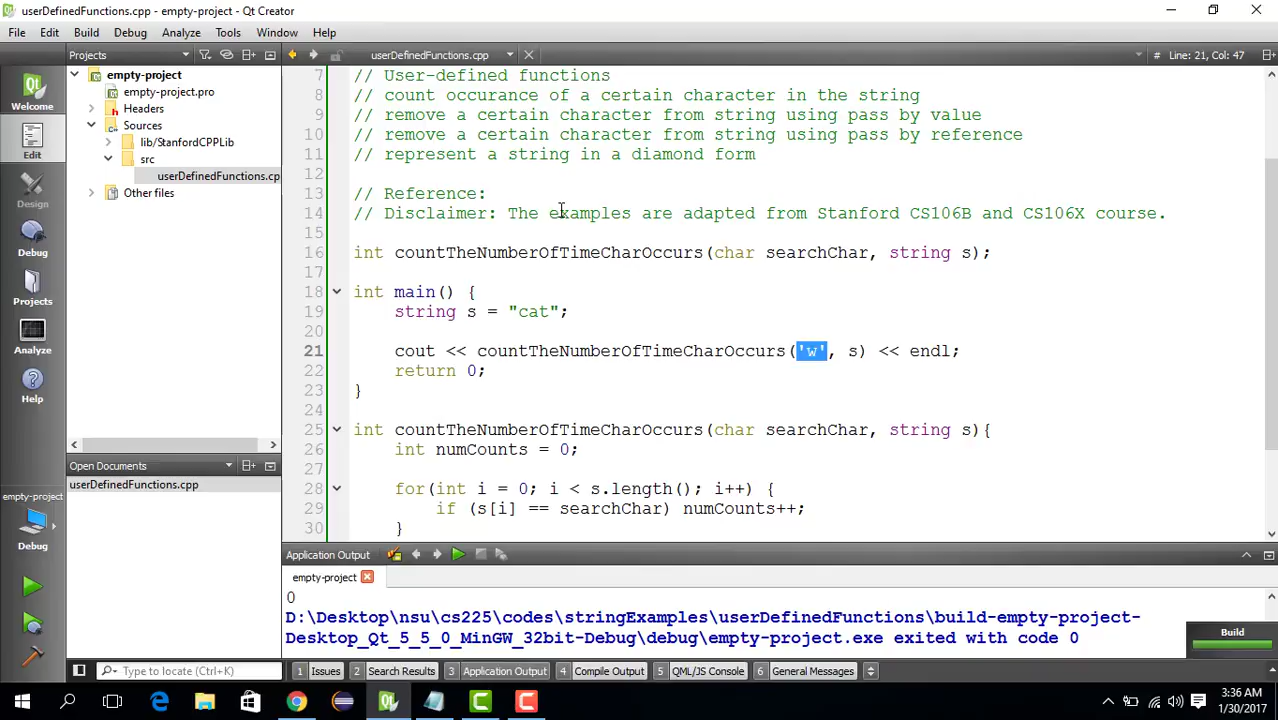 userDefinedFunctions.cpp - empty-project - Qt Creator
File Edit Build Debug Analyze Tools Window Help
Projects
userDefinedFunctions.cpp
# Line: 21, Col: 47
Welcome
Edit
Design
Debug
Projects
Analyze
Help
empty-project
Debug
empty-project
empty-project.pro
Headers
Sources
lib/StanfordCPPLib
src
userDefinedFunctions.cp
Other files
Open Documents
userDefinedFunctions.cpp
7 // User-defined functions
8 // count occurance of a certain character in the string
9 // remove a certain character from string using pass by value
10 // remove a certain character from string using pass by reference
11 // represent a string in a diamond form
12
13 // Reference:
14 // Disclaimer: The examples are adapted from Stanford CS106B and CS106X course.
15
16 int countTheNumberOfTimeCharOccurs(char searchChar, string s);
17
18 int main() {
19 string s = "cat";
20
21 cout << countTheNumberOfTimeCharOccurs('w', s) << endl;
22 return 0;
23 }
24
25 int countTheNumberOfTimeCharOccurs(char searchChar, string s){
26 int numCounts = 0;
27
28 for(int i = 0; i < s.length(); i++) {
29 if (s[i] == searchChar) numCounts++;
30 }
Application Output
empty-project
0
D:\Desktop\nsu\cs225\codes\stringExamples\userDefinedFunctions\build-empty-project-
Desktop_Qt_5_5_0_MinGW_32bit-Debug\debug\empty-project.exe exited with code 0
Build
Type to locate (Ctrl+K)
1 Issues 2 Search Results 3 Application Output 4 Compile Output 5 QML/JS Console 6 General Messages
3:36 AM
1/30/2017